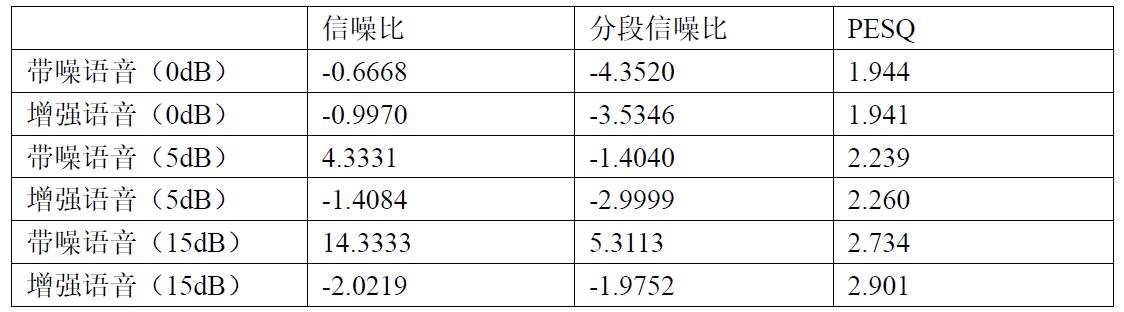 信噪比 分段信噪比 PESQ
带噪语音（0dB） -0.6668 -4.3520 1.944
增强语音（0dB） -0.9970 -3.5346 1.941
带噪语音（5dB） 4.3331 -1.4040 2.239
增强语音（5dB） -1.4084 -2.9999 2.260
带噪语音（15dB） 14.3333 5.3113 2.734
增强语音（15dB） -2.0219 -1.9752 2.901